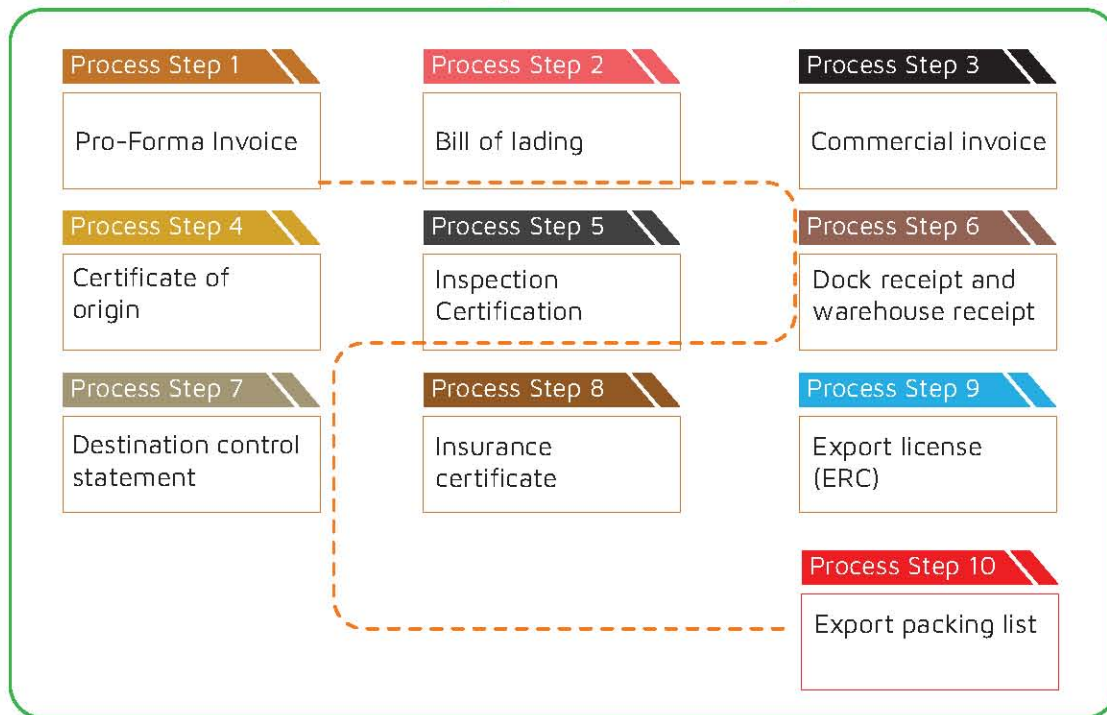 Process Step 1
Pro-Forma Invoice
Process Step 2
Bill of lading
Process Step 3
Commercial invoice
Process Step 4
Certificate of
origin
Process Step 5
Inspection
Certification
Process Step 6
Dock receipt and
warehouse receipt
Process Step 7
Destination control
statement
Process Step 8
Insurance
certificate
Process Step 9
Export license
(ERC)
Process Step 10
Export packing list